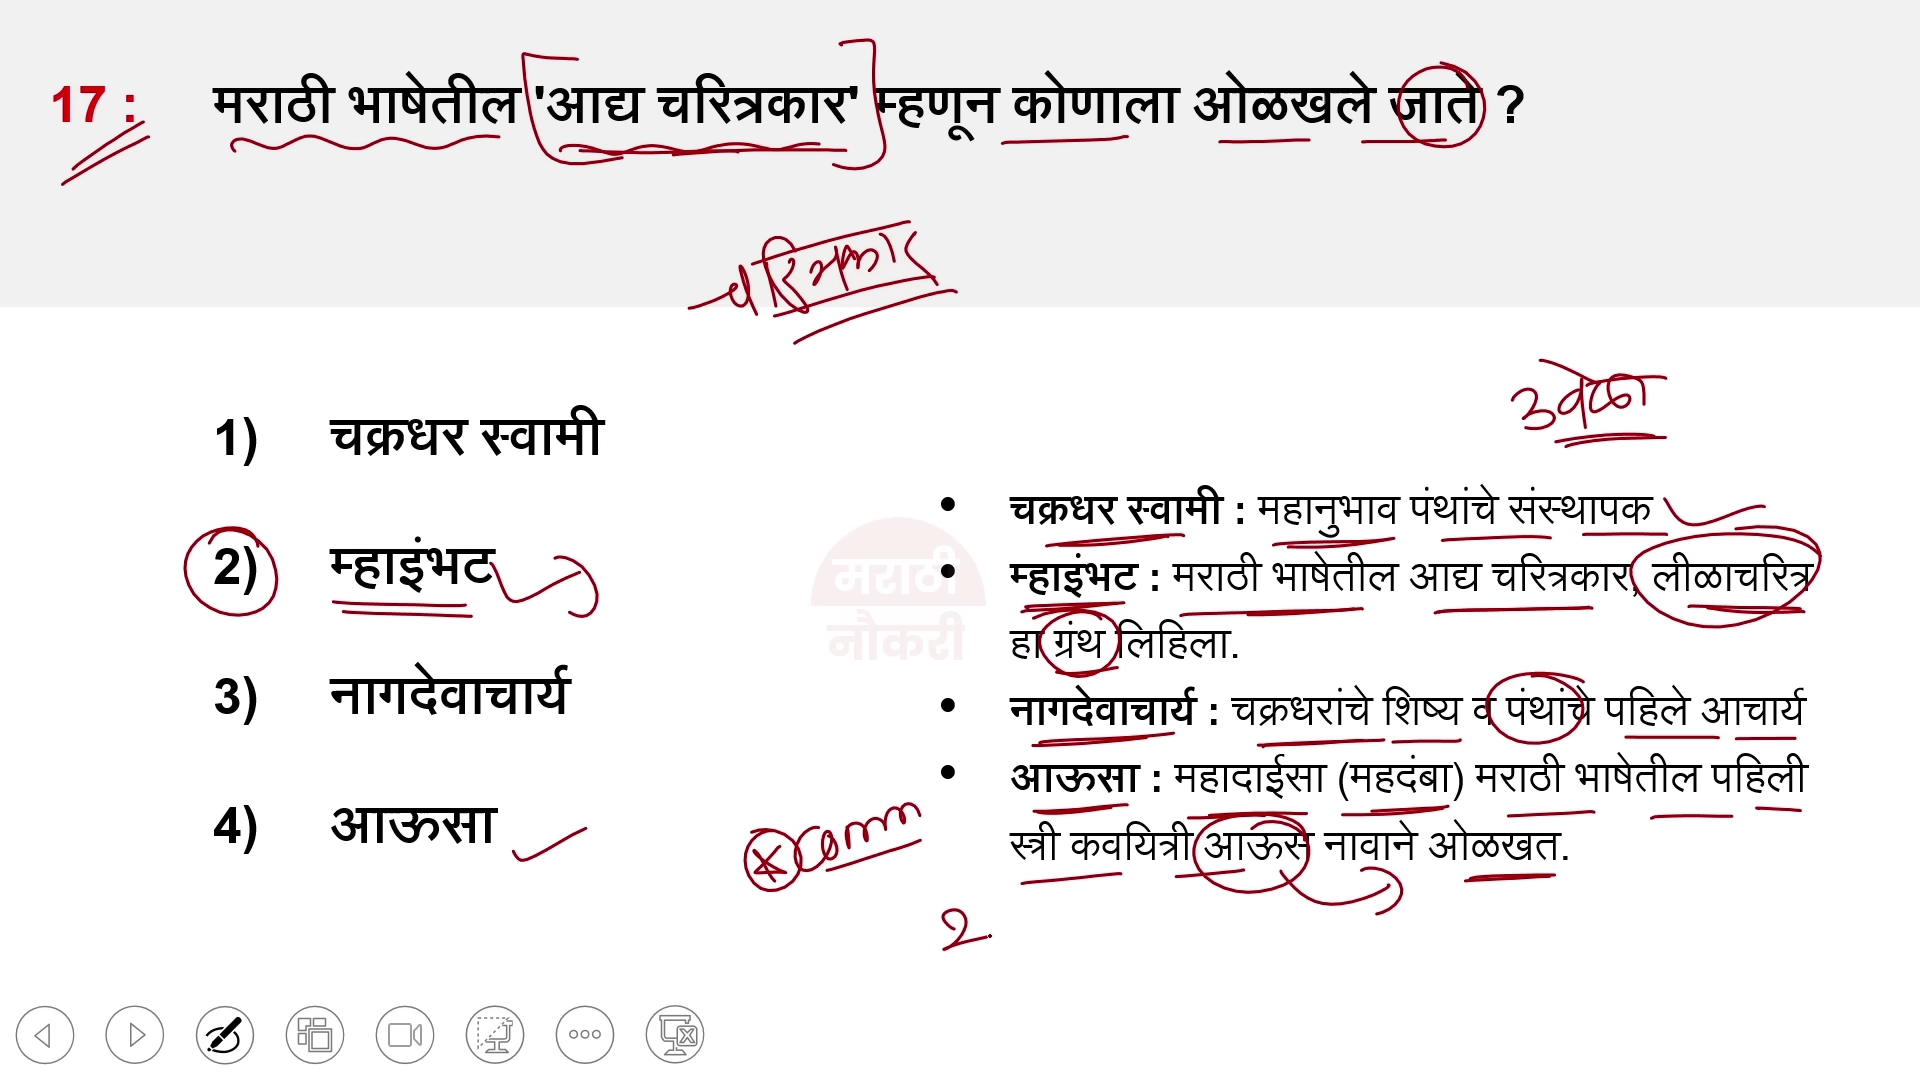 17 : मराठी भाषेतील 'आद्य चरित्रकार' म्हणून कोणाला ओळखले जाते ?
चरित्रकार
1) चक्रधर स्वामी
2) म्हाइंभट
3) नागदेवाचार्य
4) आऊसा
• चक्रधर स्वामी : महानुभाव पंथांचे संस्थापक
• म्हाइंभट : मराठी भाषेतील आद्य चरित्रकार, लीळाचरित्र
हा ग्रंथ लिहिला.
• नागदेवाचार्य : चक्रधरांचे शिष्य व पंथांचे पहिले आचार्य
• आऊसा : महादाईसा (महदंबा) मराठी भाषेतील पहिली
स्त्री कवयित्री आऊस नावाने ओळखत.
मराठी
नौकरी
comm
2.